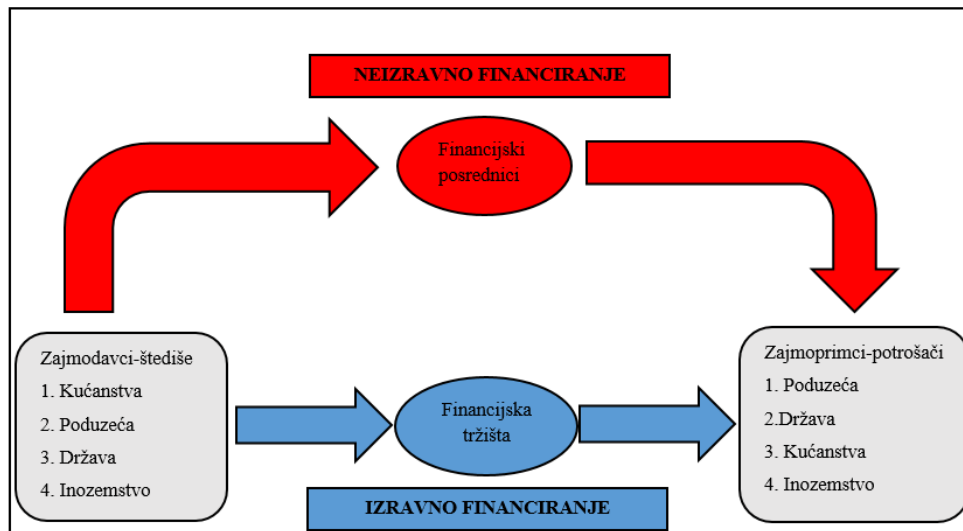 NEIZRAVNO FINANCIRANJE
Financijski
posrednici
Zajmodavci-štediše
1. Kućanstva
2. Poduzeća
3. Država
4. Inozemstvo
Financijska
tržišta
Zajmoprimci-potrošači
1. Poduzeća
2.Država
3. Kućanstva
4. Inozemstvo
IZRAVNO FINANCIRANJE